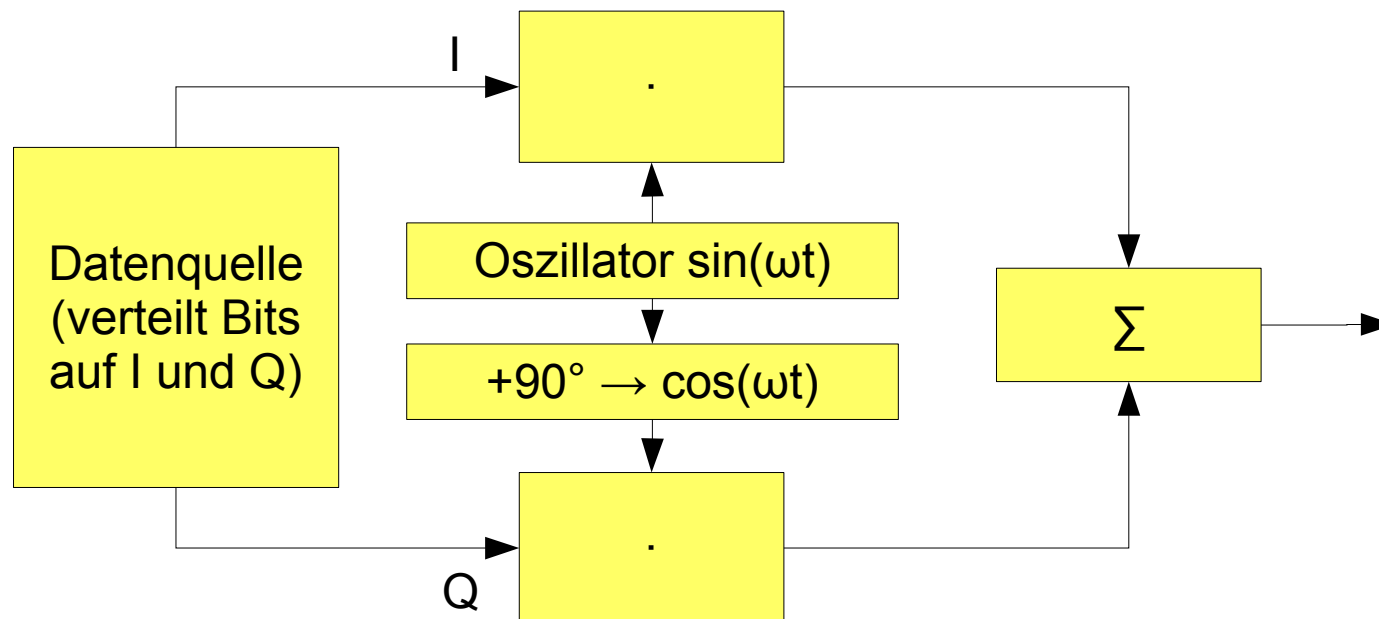 I
·
Datenquelle
(verteilt Bits
auf I und Q)
Oszillator sin(ωt)
+90° → cos(ωt)
∑
·
Q